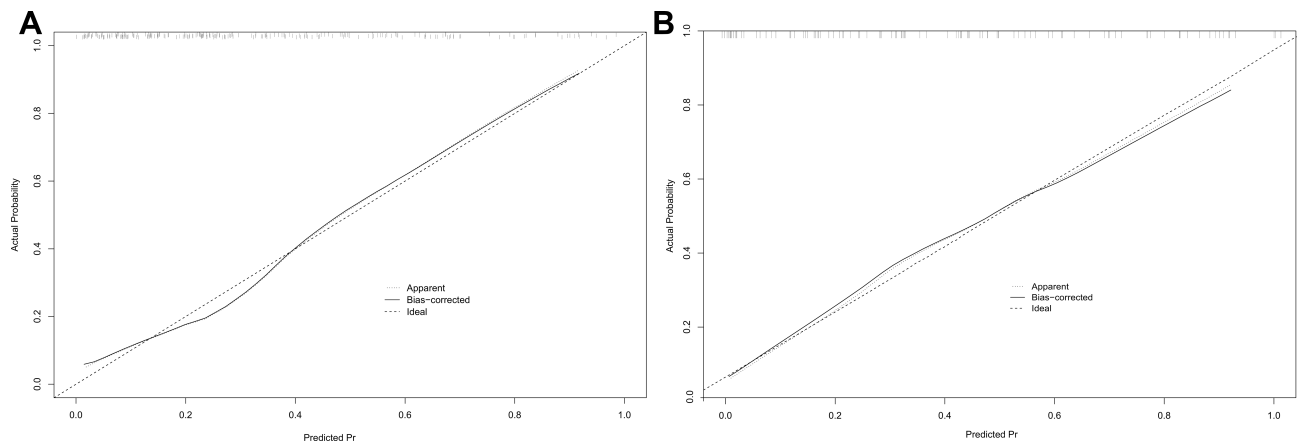 A
1.0
0.8
0.6
0.4
0.2
0.0
Actual Probability
Apparent
Bias-corrected
Ideal
0.0 0.2 0.4 0.6 0.8 1.0
Predicted Pr
B
1.0
0.8
0.6
0.4
0.2
0.0
Actual Probability
Apparent
Bias-corrected
Ideal
0.0 0.2 0.4 0.6 0.8 1.0
Predicted Pr